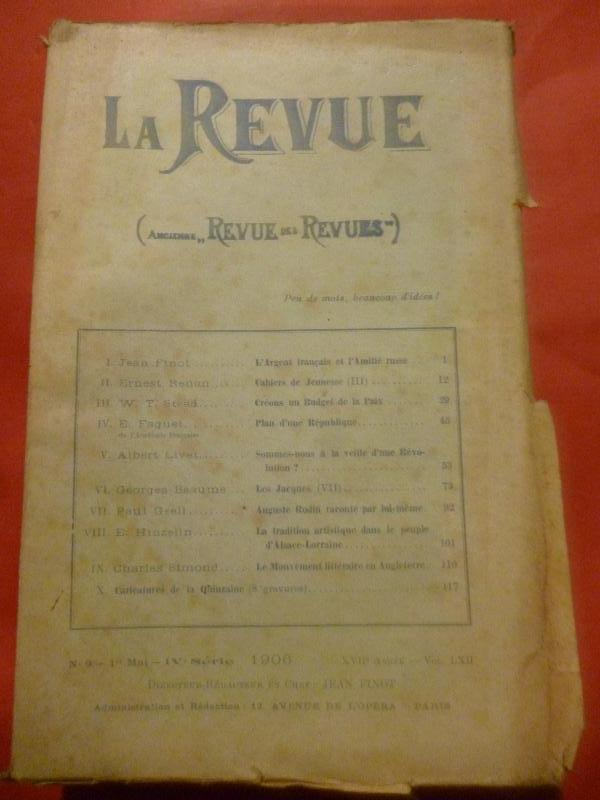 LA REVUE
(ANCIENNE „REVUE DES REVUES“)
Peu de mots, beaucoup d'idées!
I. Jean Finot .......... L'Argent français et l'Amitié russe ... 1
II. Ernest Renan ...... Cahiers de Jeunesse (III) .......... 12
III. W. T. Stead ....... Créons un Budget de la Paix ....... 29
IV. E. Faguet .......... Plan d'une République ............. 45
de l'Académie française
V. Albert Livet ....... Sommes-nous à la veille d'une Révo-
lution ? .................... 53
VI. Georges Beaume ... Les Jacques (VII) .................
VII. Paul Gsell .......... Auguste Rodin raconté par lui-même. 92
VIII. E. Hinzelin ........ La tradition artistique dans le peuple
d'Alsace-Lorraine ............. 101
IX. Charles Simond ..... Le Mouvement littéraire en Angleterre. 110
X. Caricatures de la Quinzaine (8 gravures) .................. 117
N° 9. — 1er Mai — IVe Série 1906 XVIIe ANNÉE — Vol. LXII
DIRECTEUR-RÉDACTEUR EN CHEF: JEAN FINOT
Administration et Rédaction : 12, AVENUE DE L'OPÉRA — PARIS